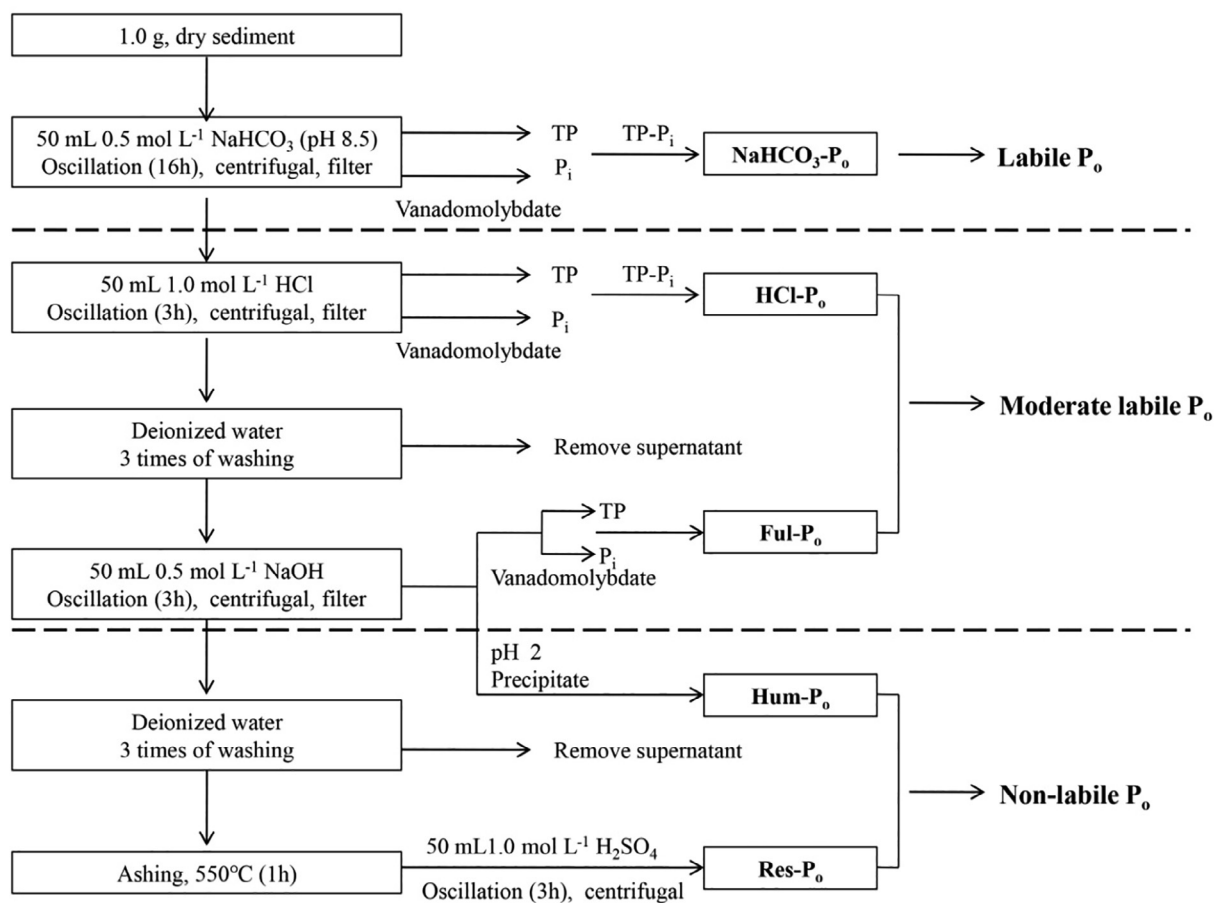 1.0 g, dry sediment
50 mL 0.5 mol L⁻¹ NaHCO₃ (pH 8.5)
Oscillation (16h), centrifugal, filter
TP
Pᵢ
Vanadomolybdate
TP-Pᵢ
NaHCO₃-Pₒ
Labile Pₒ
50 mL 1.0 mol L⁻¹ HCl
Oscillation (3h), centrifugal, filter
TP
Pᵢ
Vanadomolybdate
TP-Pᵢ
HCl-Pₒ
Moderate labile Pₒ
Deionized water
3 times of washing
Remove supernatant
50 mL 0.5 mol L⁻¹ NaOH
Oscillation (3h), centrifugal, filter
TP
Pᵢ
Vanadomolybdate
Ful-Pₒ
pH 2
Precipitate
Hum-Pₒ
Deionized water
3 times of washing
Remove supernatant
Non-labile Pₒ
Ashing, 550°C (1h)
50 mL1.0 mol L⁻¹ H₂SO₄
Oscillation (3h), centrifugal
Res-Pₒ